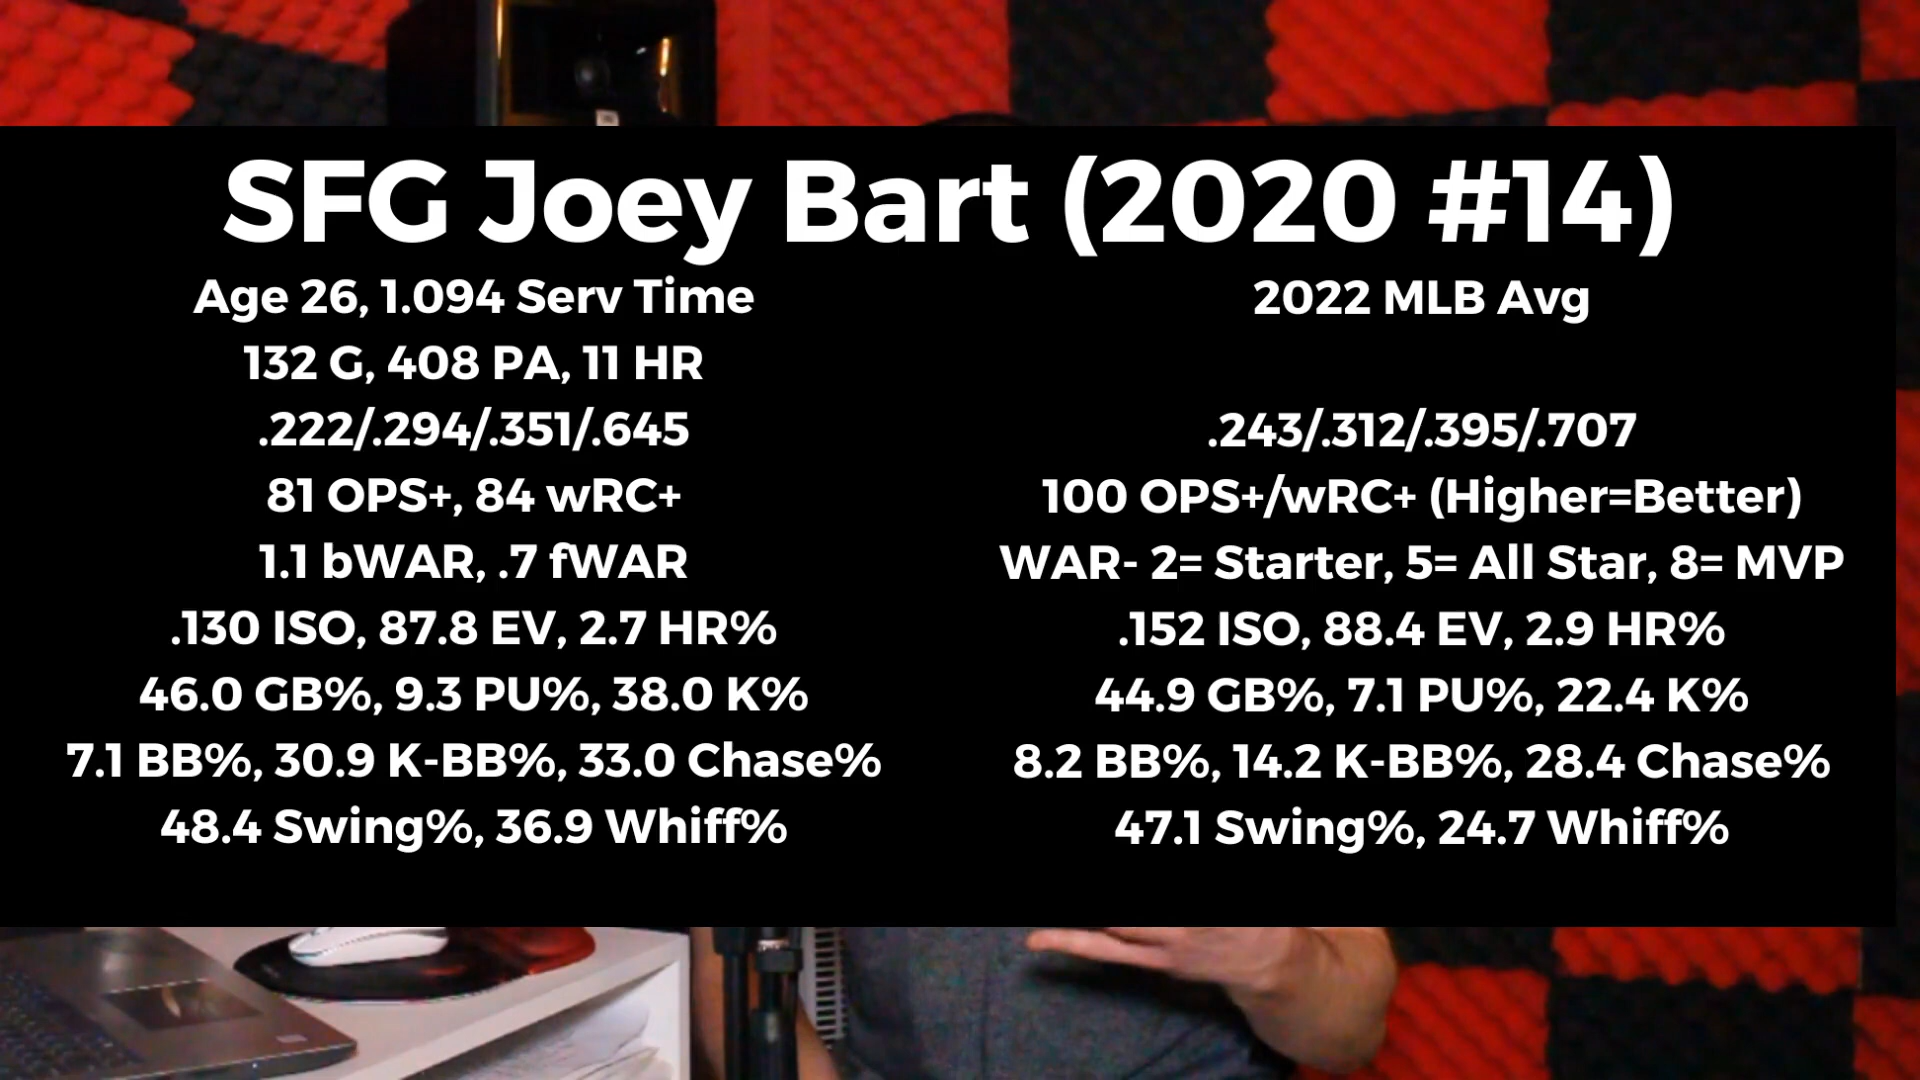 SFG Joey Bart (2020 #14)
Age 26, 1.094 Serv Time
132 G, 408 PA, 11 HR
.222/.294/.351/.645
81 OPS+, 84 wRC+
1.1 bWAR, .7 fWAR
.130 ISO, 87.8 EV, 2.7 HR%
46.0 GB%, 9.3 PU%, 38.0 K%
7.1 BB%, 30.9 K-BB%, 33.0 Chase%
48.4 Swing%, 36.9 Whiff%
2022 MLB Avg
.243/.312/.395/.707
100 OPS+/wRC+ (Higher=Better)
WAR- 2= Starter, 5= All Star, 8= MVP
.152 ISO, 88.4 EV, 2.9 HR%
44.9 GB%, 7.1 PU%, 22.4 K%
8.2 BB%, 14.2 K-BB%, 28.4 Chase%
47.1 Swing%, 24.7 Whiff%